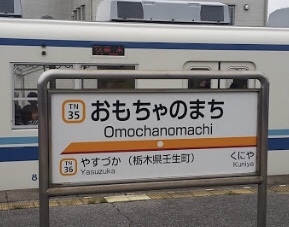 TN
35
おもちゃのまち
Omochanomachi
TN
36
やすづか（栃木県壬生町）
Yasuzuka
くにや
Kuniya